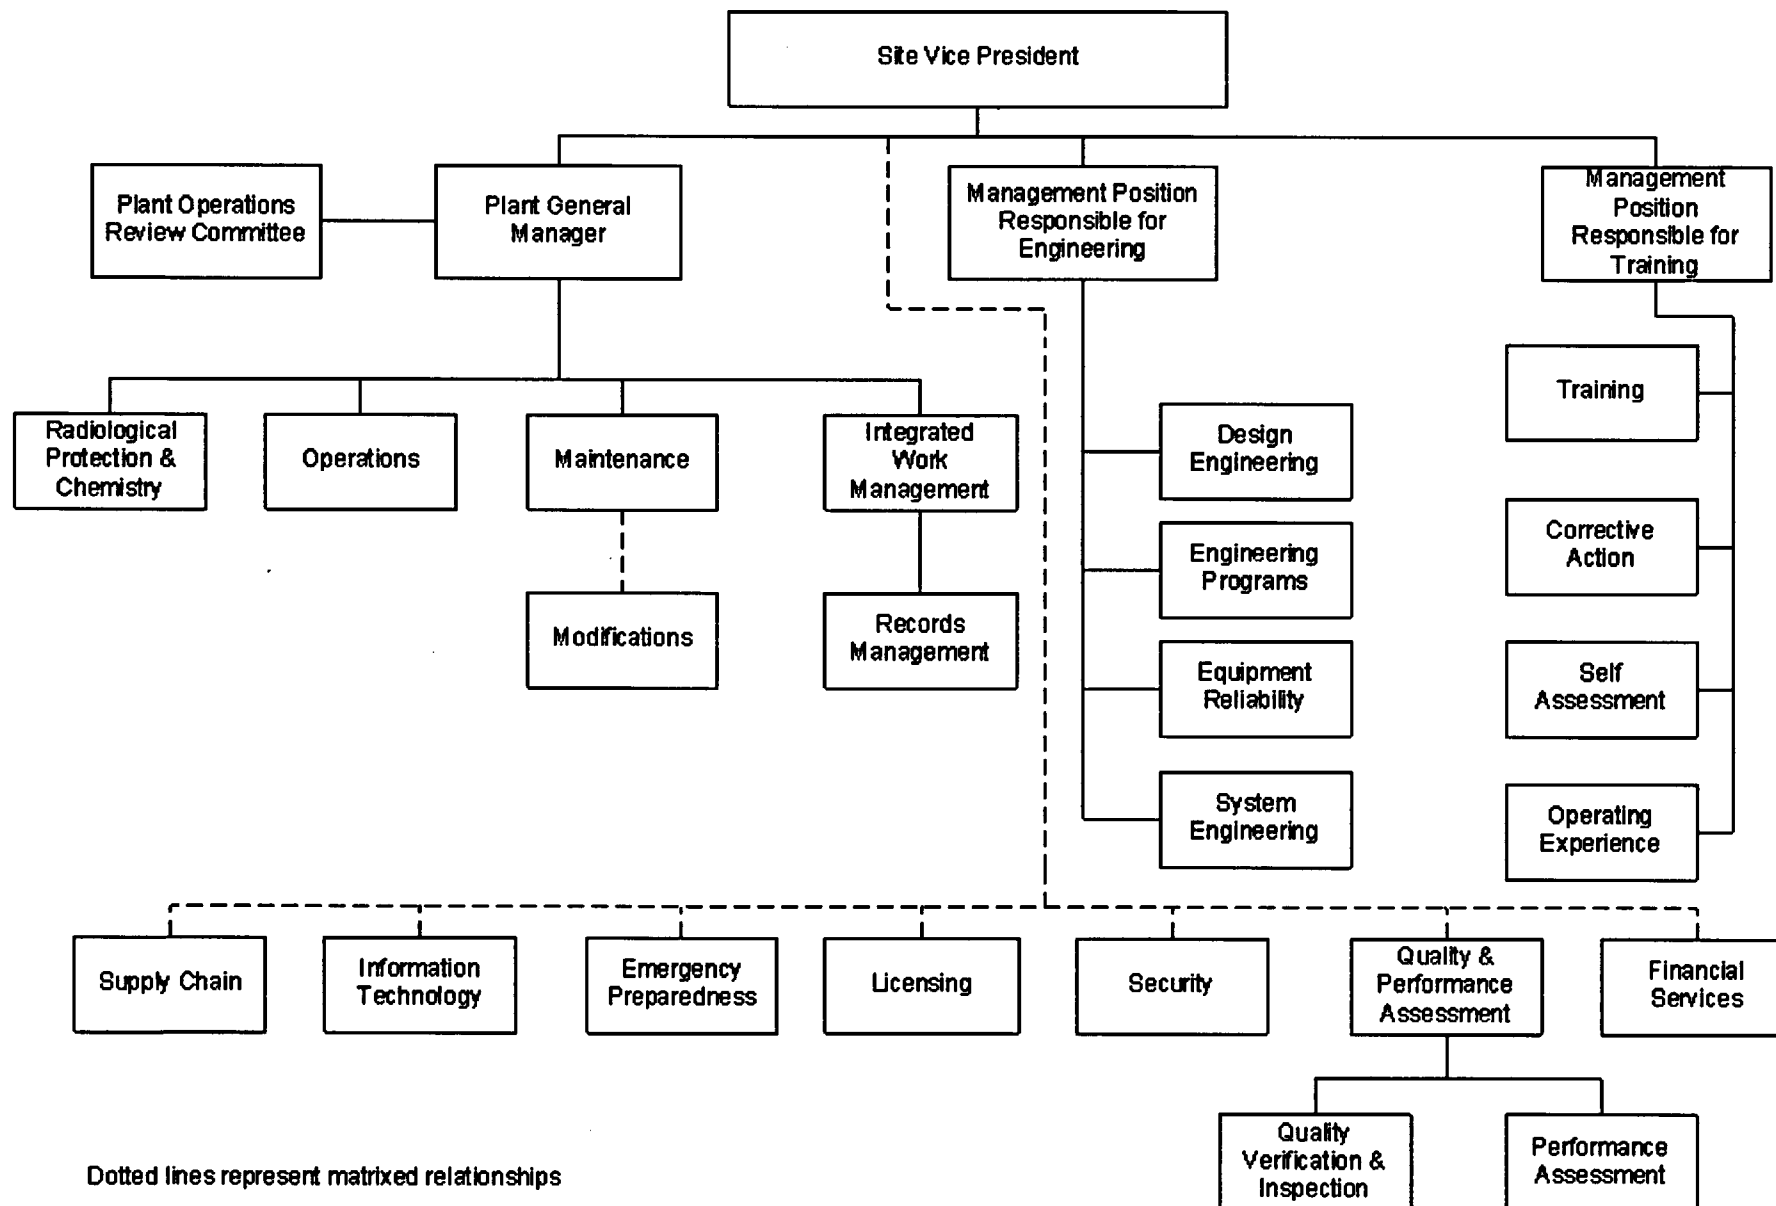 Site Vice President
Plant Operations
Review Committee
Plant General
Manager
Management Position
Responsible for
Engineering
Management
Position
Responsible for
Training
Radiological
Protection &
Chemistry
Operations
Maintenance
Integrated
Work
Management
Modifications
Records
Management
Design
Engineering
Engineering
Programs
Equipment
Reliability
System
Engineering
Training
Corrective
Action
Self
Assessment
Operating
Experience
Supply Chain
Information
Technology
Emergency
Preparedness
Licensing
Security
Quality &
Performance
Assessment
Financial
Services
Quality
Verification &
Inspection
Performance
Assessment
Dotted lines represent matrixed relationships